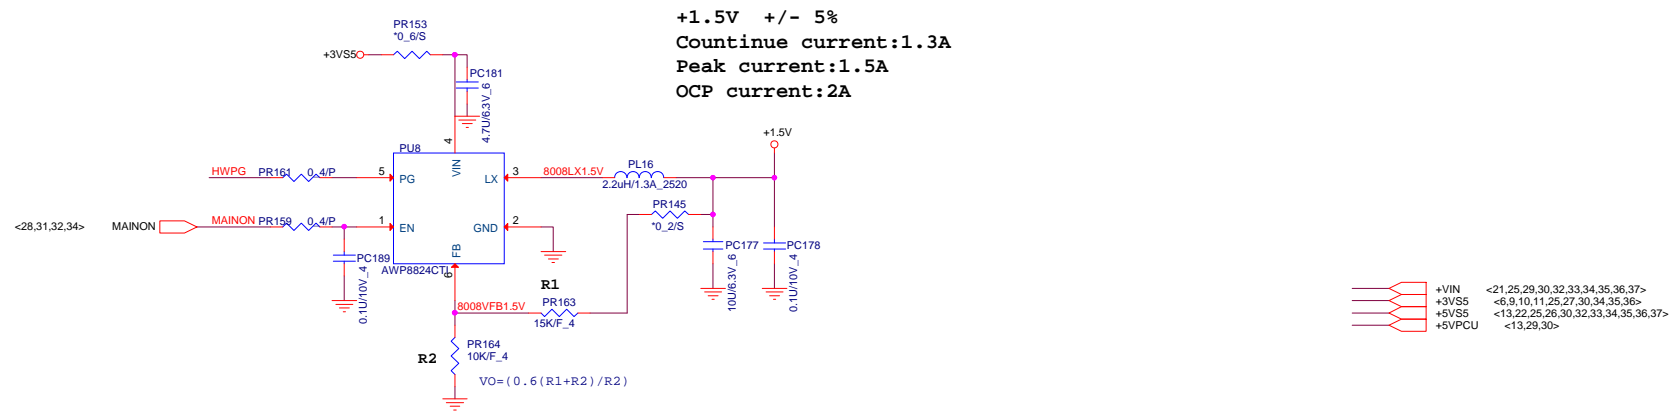 +1.5V +/- 5%
Countinue current:1.3A
Peak current:1.5A
OCP current:2A
PR153
*0_6/S
+3VS5
PC181
4.7U/6.3V_6
4
+1.5V
PU8
VIN
HWPG
PR161
0_4/P
5
PG
LX
3
8008LX1.5V
PL16
2.2uH/1.3A_2520
PR145
*0_2/S
<28,31,32,34>
MAINON
MAINON
PR159
0_4/P
1
EN
GND
2
FB
PC189
0.1U/10V_4
AWP8824CTI
6
PC177
10U/6.3V_6
PC178
0.1U/10V_4
R1
8008VFB1.5V
PR163
15K/F_4
R2
PR164
10K/F_4
VO=(0.6(R1+R2)/R2)
+VIN <21,25,29,30,32,33,34,35,36,37>
+3VS5 <6,9,10,11,25,27,30,34,35,36>
+5VS5 <13,22,25,26,30,32,33,34,35,36,37>
+5VPCU <13,29,30>